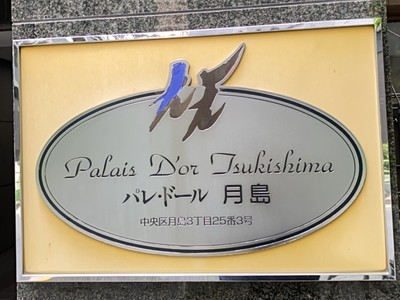 Palais D'or Tsukishima
パレ・ドール 月島
中央区月島3丁目25番3号